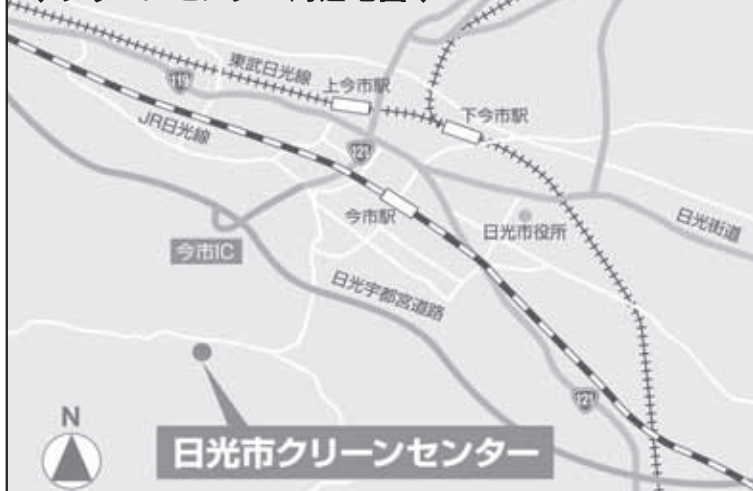 119
東武日光線
上今市駅
下今市駅
JR日光線
121
今市駅
日光市役所
日光街道
今市IC
日光宇都宮道路
121
N
日光市クリーンセンター